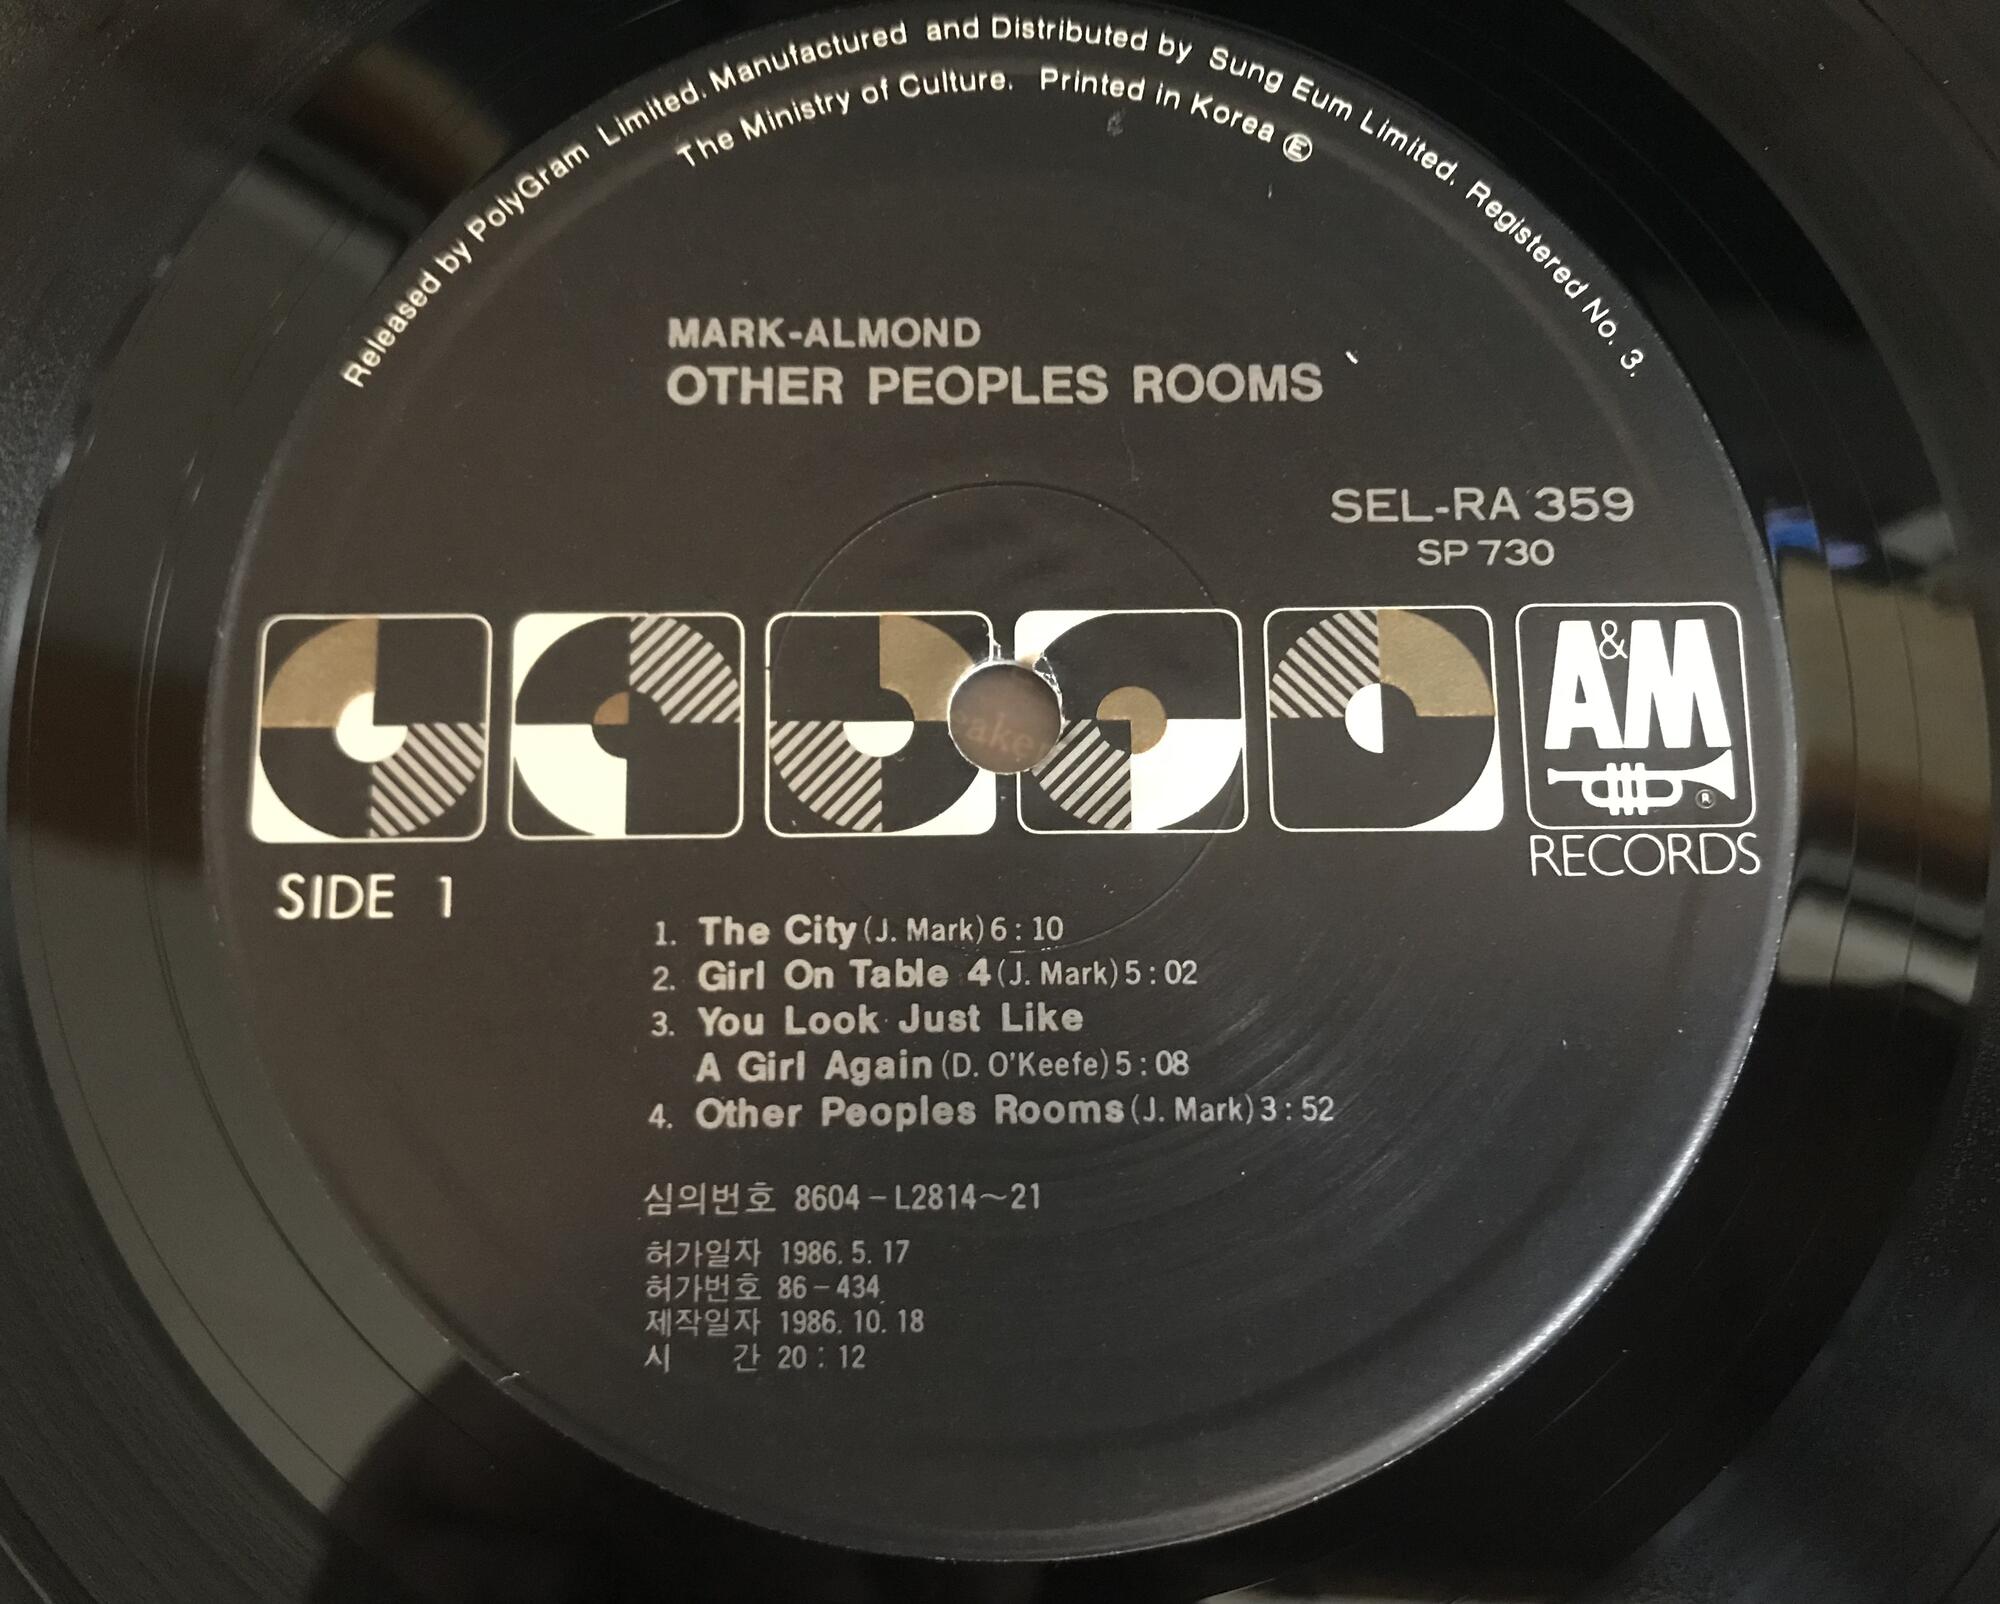 Released by PolyGram Limited. Manufactured and Distributed by Sung Eum Limited. Registered No. 3.
The Ministry of Culture. Printed in Korea Ⓔ
MARK-ALMOND
OTHER PEOPLES ROOMS
SEL-RA 359
SP 730
A&M
®
RECORDS
SIDE 1
1. The City (J. Mark) 6 : 10
2. Girl On Table 4 (J. Mark) 5 : 02
3. You Look Just Like
A Girl Again (D. O'Keefe) 5 : 08
4. Other Peoples Rooms (J. Mark) 3 : 52
심의번호 8604-L2814~21
허가일자 1986. 5. 17
허가번호 86-434
제작일자 1986. 10. 18
시 간 20 : 12